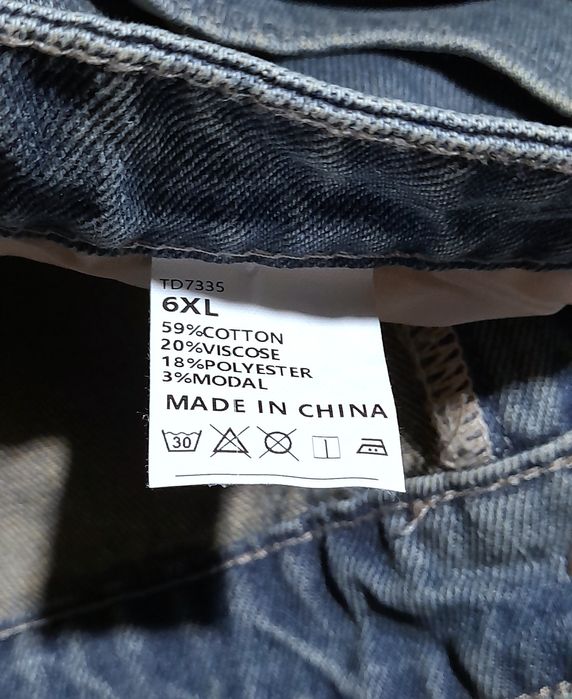 TD7335
6XL
59%COTTON
20%VISCOSE
18%POLYESTER
3%MODAL
MADE IN CHINA
30